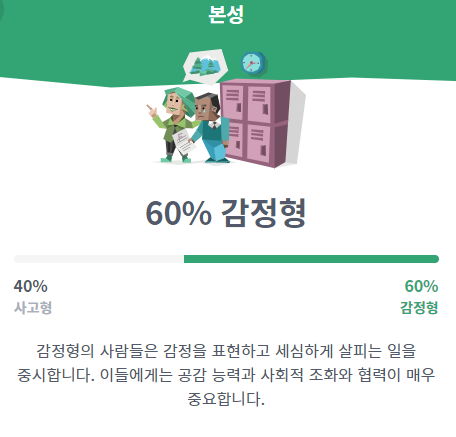 본성
60% 감정형
40%
60%
사고형
감정형
감정형의 사람들은 감정을 표현하고 세심하게 살피는 일을
중시합니다. 이들에게는 공감 능력과 사회적 조화와 협력이 매우
중요합니다.